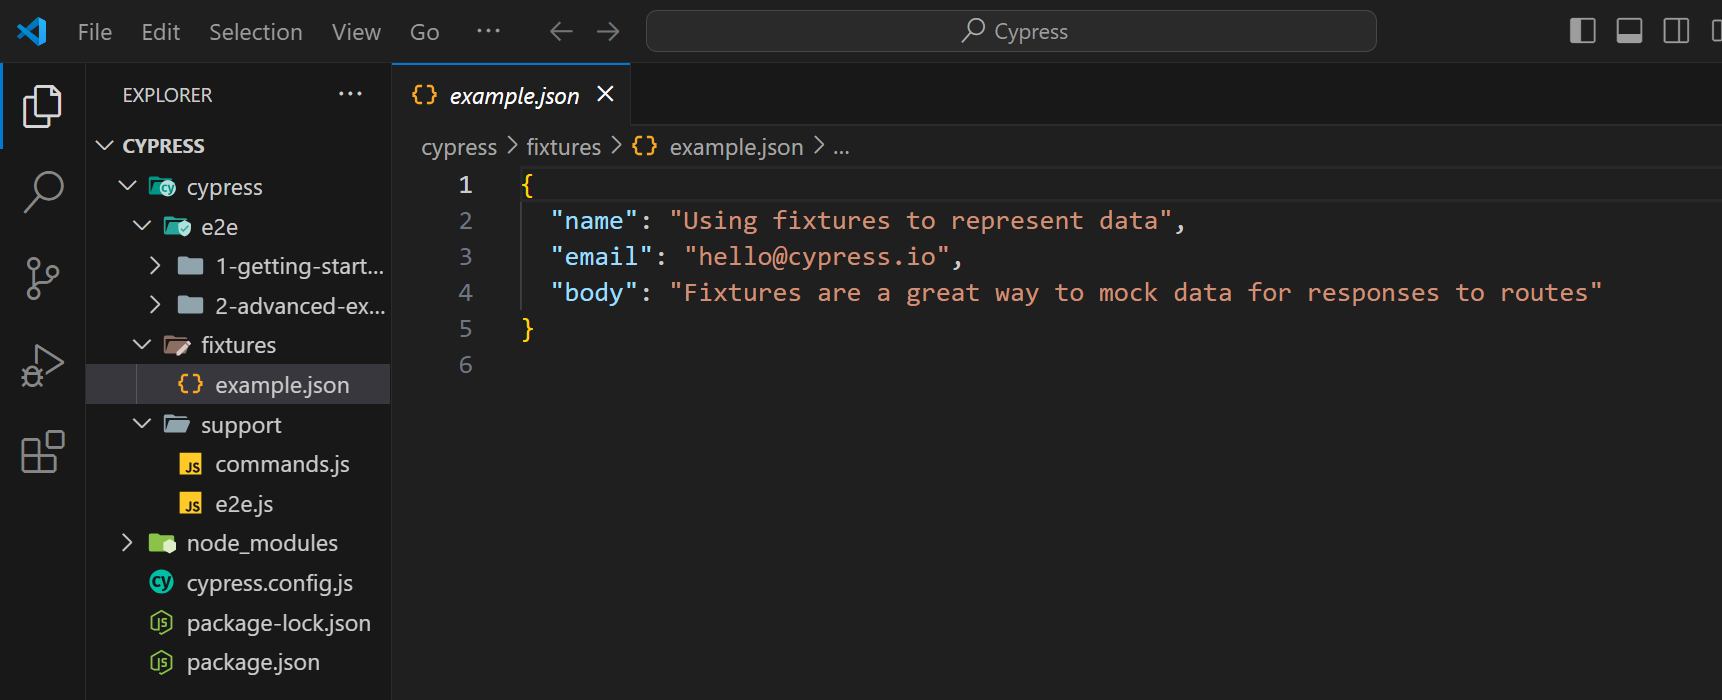 File Edit Selection View Go ... Cypress
EXPLORER ...
CYPRESS
cypress
e2e
1-getting-start...
2-advanced-ex...
fixtures
example.json
support
commands.js
e2e.js
node_modules
cypress.config.js
package-lock.json
package.json
example.json
cypress > fixtures > {} example.json > ...
1 {
2 "name": "Using fixtures to represent data",
3 "email": "hello@cypress.io",
4 "body": "Fixtures are a great way to mock data for responses to routes"
5 }
6